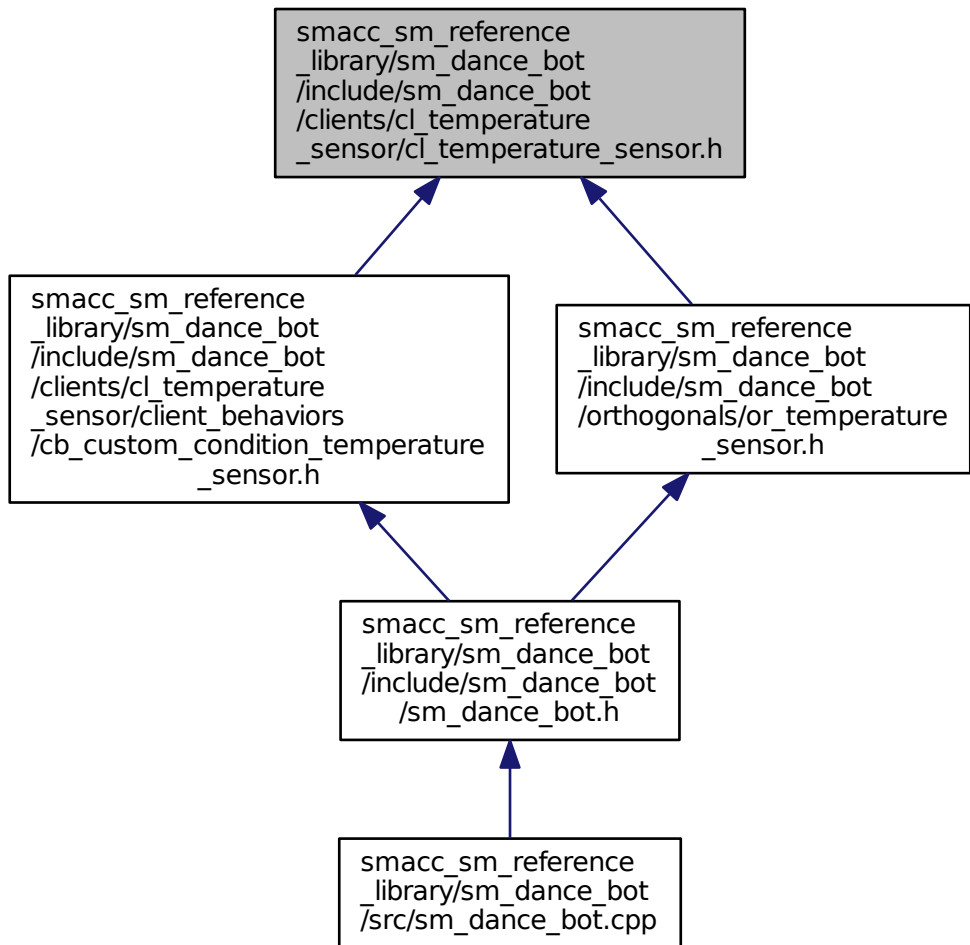 smacc_sm_reference
_library/sm_dance_bot
/include/sm_dance_bot
/clients/cl_temperature
_sensor/cl_temperature_sensor.h
smacc_sm_reference
_library/sm_dance_bot
/include/sm_dance_bot
/clients/cl_temperature
_sensor/client_behaviors
/cb_custom_condition_temperature
_sensor.h
smacc_sm_reference
_library/sm_dance_bot
/include/sm_dance_bot
/orthogonals/or_temperature
_sensor.h
smacc_sm_reference
_library/sm_dance_bot
/include/sm_dance_bot
/sm_dance_bot.h
smacc_sm_reference
_library/sm_dance_bot
/src/sm_dance_bot.cpp